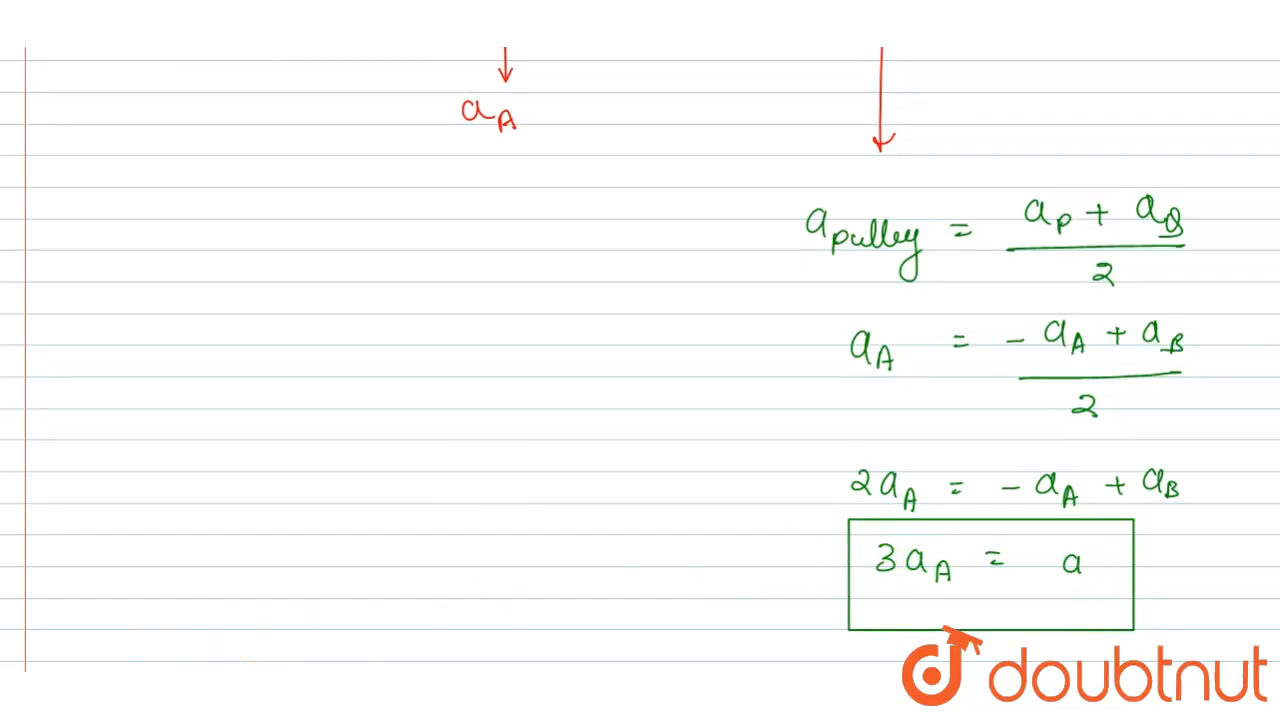 a_A
a_pulley = (a_P + a_Q)/2
a_A = (- a_A + a_B)/2
2a_A = - a_A + a_B
3a_A = a
doubtnut